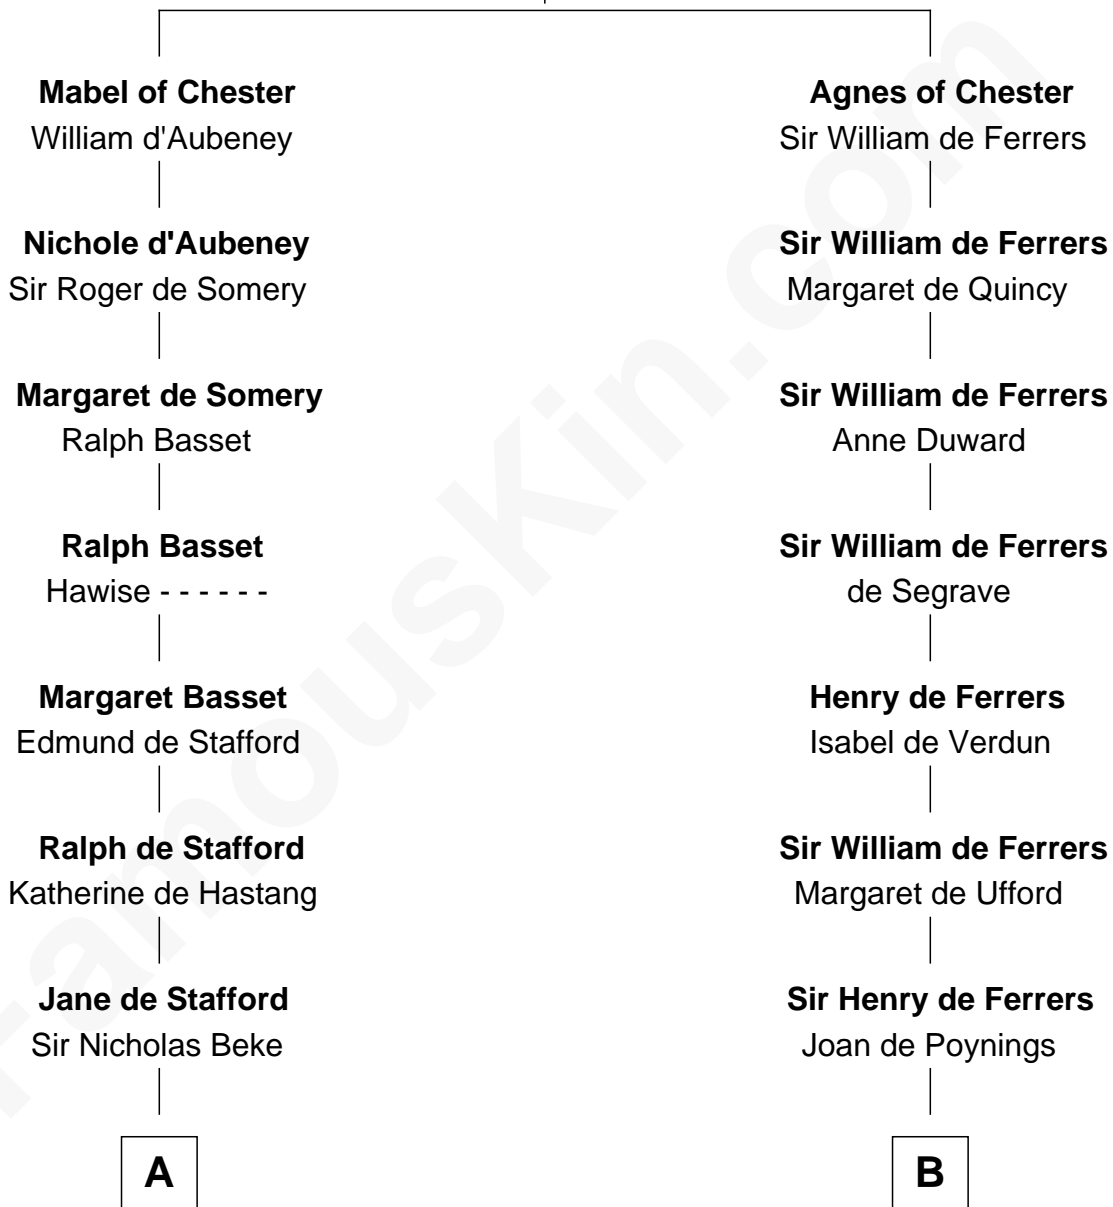 Mabel of Chester
William d'Aubeney
Agnes of Chester
Sir William de Ferrers
Nichole d'Aubeney
Sir Roger de Somery
Sir William de Ferrers
Margaret de Quincy
Margaret de Somery
Ralph Basset
Sir William de Ferrers
Anne Duward
Ralph Basset
Hawise - - - - - -
Sir William de Ferrers
de Segrave
Margaret Basset
Edmund de Stafford
Henry de Ferrers
Isabel de Verdun
Ralph de Stafford
Katherine de Hastang
Sir William de Ferrers
Margaret de Ufford
Jane de Stafford
Sir Nicholas Beke
Sir Henry de Ferrers
Joan de Poynings
A
B
FamousKin.com